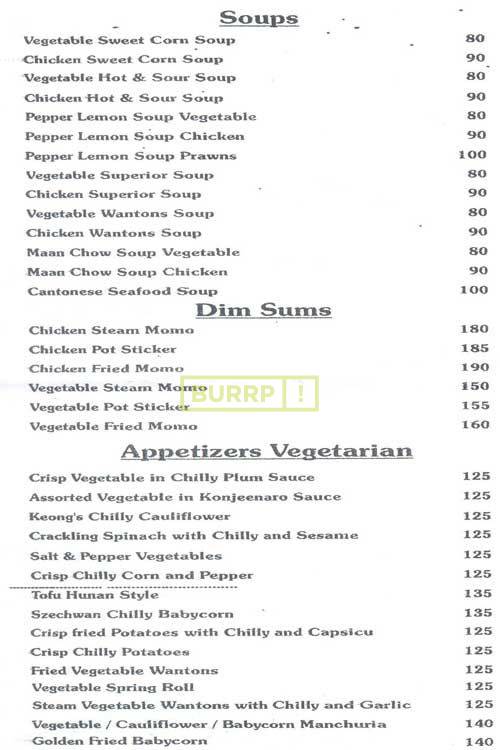 Soups
Vegetable Sweet Corn Soup 80
Chicken Sweet Corn Soup 90
Vegetable Hot & Sour Soup 80
Chicken Hot & Sour Soup 90
Pepper Lemon Soup Vegetable 80
Pepper Lemon Soup Chicken 90
Pepper Lemon Soup Prawns 100
Vegetable Superior Soup 80
Chicken Superior Soup 90
Vegetable Wantons Soup 80
Chicken Wantons Soup 90
Maan Chow Soup Vegetable 80
Maan Chow Soup Chicken 90
Cantonese Seafood Soup 100
Dim Sums
Chicken Steam Momo 180
Chicken Pot Sticker 185
Chicken Fried Momo 190
Vegetable Steam Momo 150
BURRP!
Vegetable Pot Sticker 155
Vegetable Fried Momo 160
Appetizers Vegetarian
Crisp Vegetable in Chilly Plum Sauce 125
Assorted Vegetable in Konjeenaro Sauce 125
Keong's Chilly Cauliflower 125
Crackling Spinach with Chilly and Sesame 125
Salt & Pepper Vegetables 125
Crisp Chilly Corn and Pepper 125
Tofu Hunan Style 135
Szechwan Chilly Babycorn 135
Crisp fried Potatoes with Chilly and Capsicu 125
Crisp Chilly Potatoes 125
Fried Vegetable Wantons 125
Vegetable Spring Roll 125
Steam Vegetable Wantons with Chilly and Garlic 125
Vegetable / Cauliflower / Babycorn Manchuria 140
Golden Fried Babycorn 140